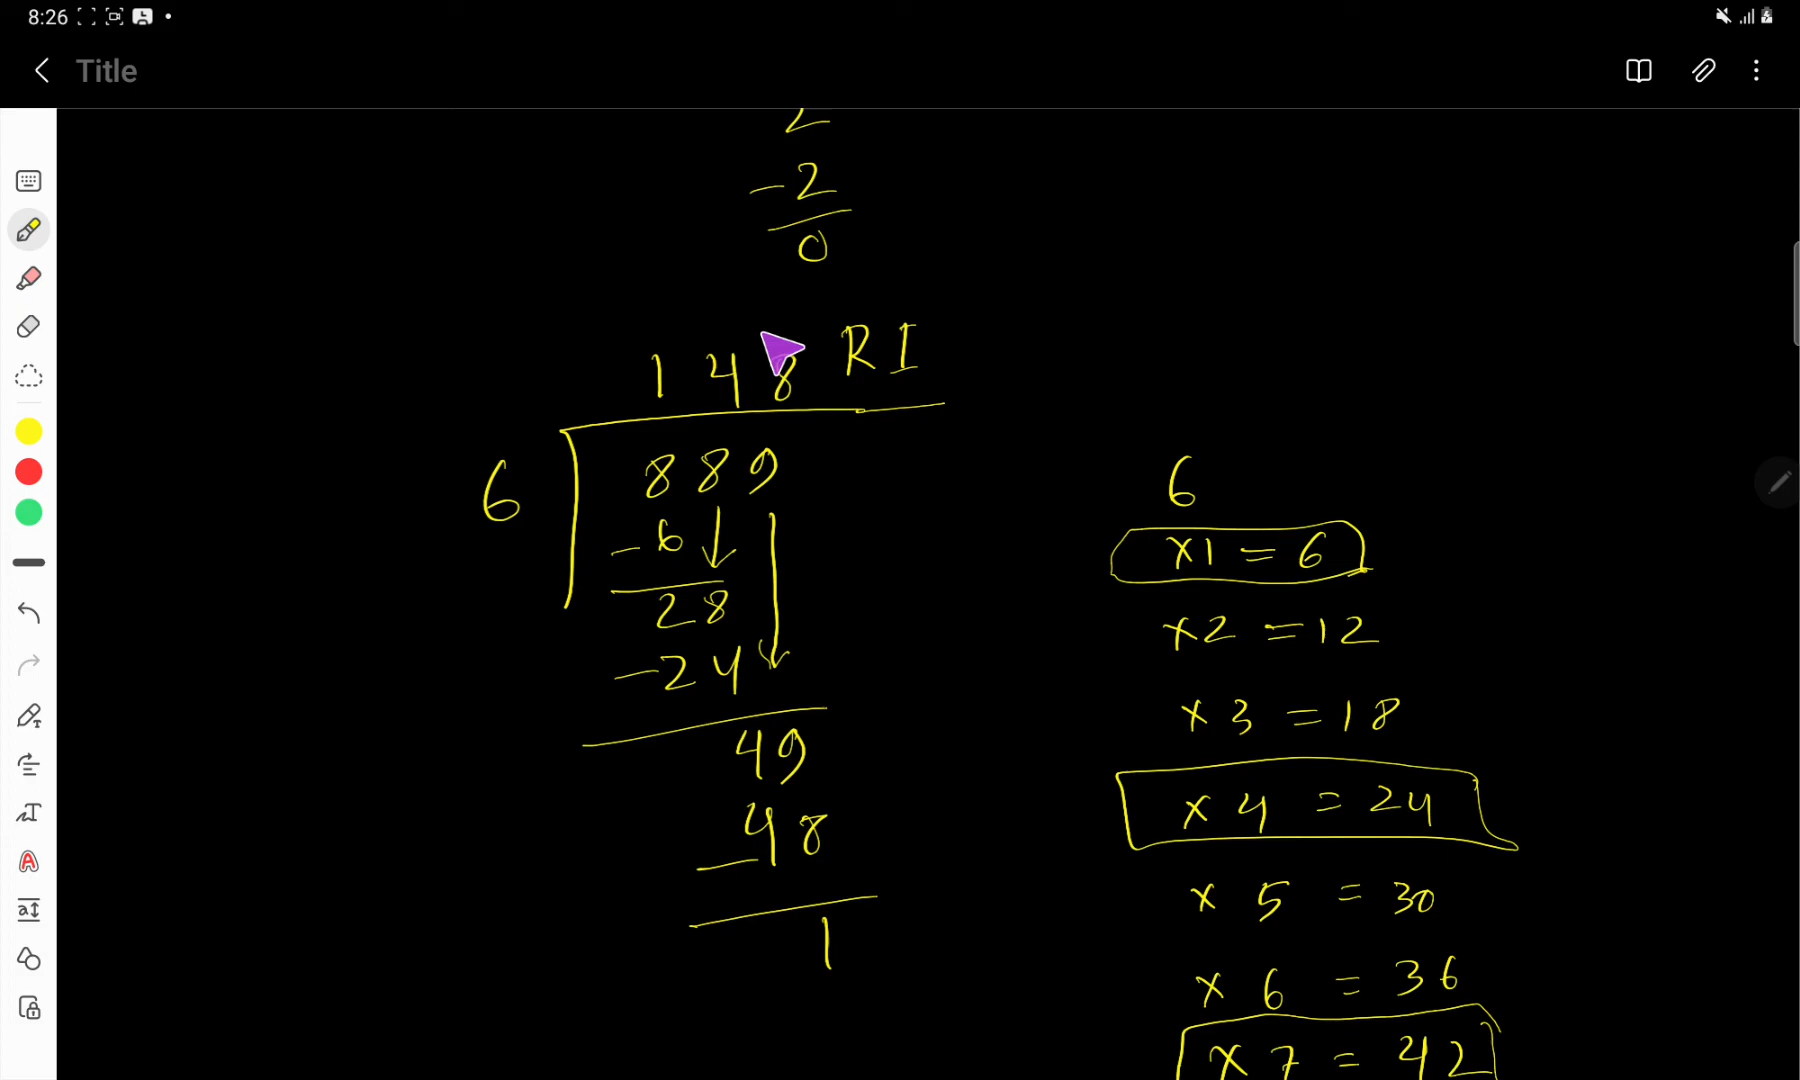 8:26
Title
2
-2
0
148 R1
6 889
-6
28
-24
49
-48
1
6
x1 = 6
x2 = 12
x3 = 18
x4 = 24
x5 = 30
x6 = 36
x7 = 42